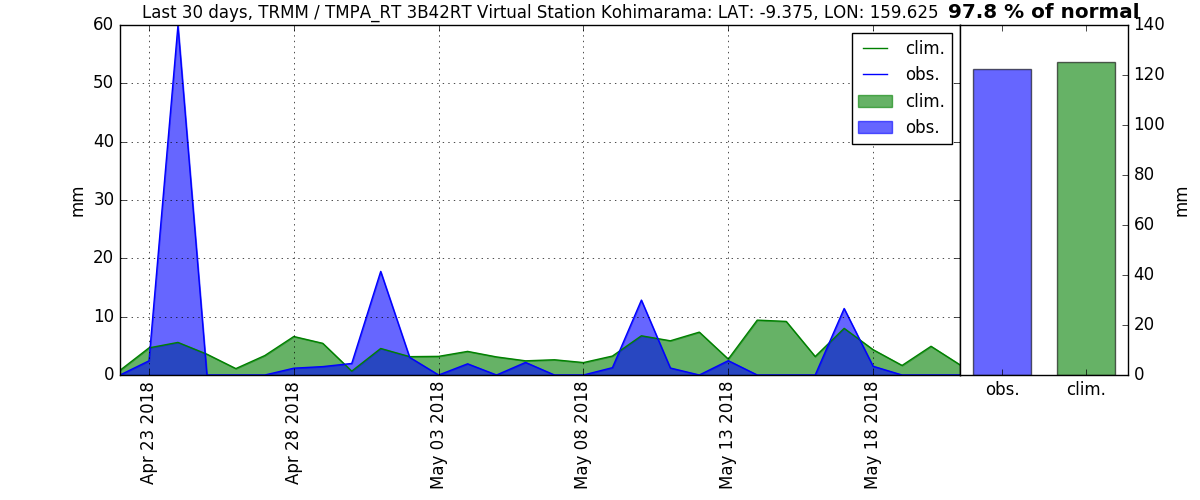 Last 30 days, TRMM / TMPA_RT 3B42RT Virtual Station Kohimarama: LAT: -9.375, LON: 159.625
97.8 % of normal
mm
60
50
40
30
20
10
0
clim.
obs.
clim.
obs.
Apr 23 2018
Apr 28 2018
May 03 2018
May 08 2018
May 13 2018
May 18 2018
140
120
100
80
60
40
20
0
mm
obs.
clim.